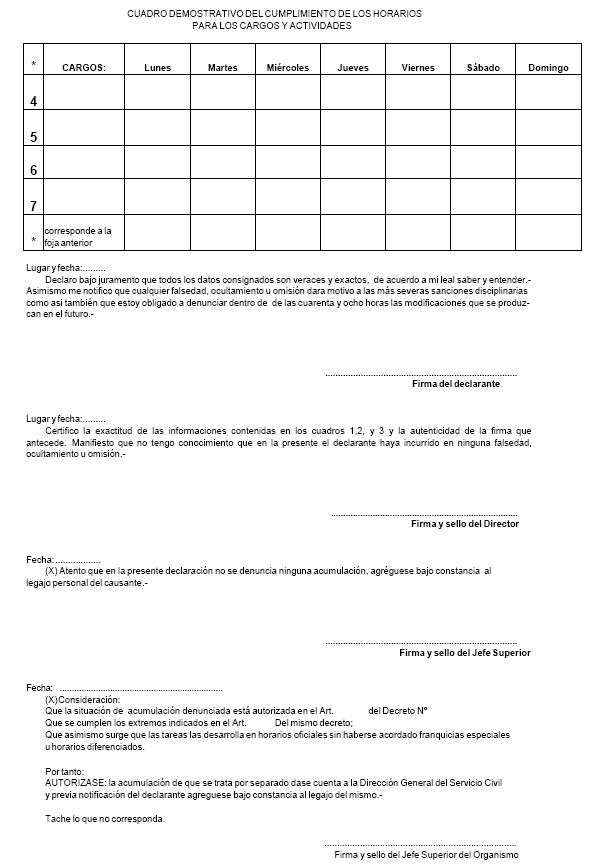 CUADRO DEMOSTRATIVO DEL CUMPLIMIENTO DE LOS HORARIOS
PARA LOS CARGOS Y ACTIVIDADES
* CARGOS: Lunes Martes Miércoles Jueves Viernes Sábado Domingo
4
5
6
7
* corresponde a la
foja anterior
Lugar y fecha:.........
Declaro bajo juramento que todos los datos consignados son veraces y exactos, de acuerdo a mi leal saber y entender.-
Asimismo me notifico que cualquier falsedad, ocultamiento u omisión dara motivo a las más severas sanciones disciplinarias
como asi también que estoy obligado a denunciar dentro de de las cuarenta y ocho horas las modificaciones que se produz-
can en el futuro.-
Firma del declarante
Lugar y fecha:.........
Certifico la exactitud de las informaciones contenidas en los cuadros 1,2, y 3 y la autenticidad de la firma que
antecede. Manifiesto que no tengo conocimiento que en la presente el declarante haya incurrido en ninguna falsedad,
ocultamiento u omisión.-
Firma y sello del Director
Fecha:..................
(X) Atento que en la presente declaración no se denuncia ninguna acumulación, agréguese bajo constancia al
legajo personal del causante.-
Firma y sello del Jefe Superior
Fecha: ..........................................................
(X)Consideración:
Que la situación de acumulación denunciada está autorizada en el Art. del Decreto Nº
Que se cumplen los extremos indicados en el Art. Del mismo decreto;
Que asimismo surge que las tareas las desarrolla en horarios oficiales sin haberse acordado franquicias especiales
u horarios diferenciados.
Por tanto:
AUTORIZASE: la acumulación de que se trata por separado dase cuenta a la Dirección General del Servicio Civil
y previa notificación del declarante agreguese bajo constancia al legajo del mismo.-
Tache lo que no corresponda.
Firma y sello del Jefe Superior del Organismo